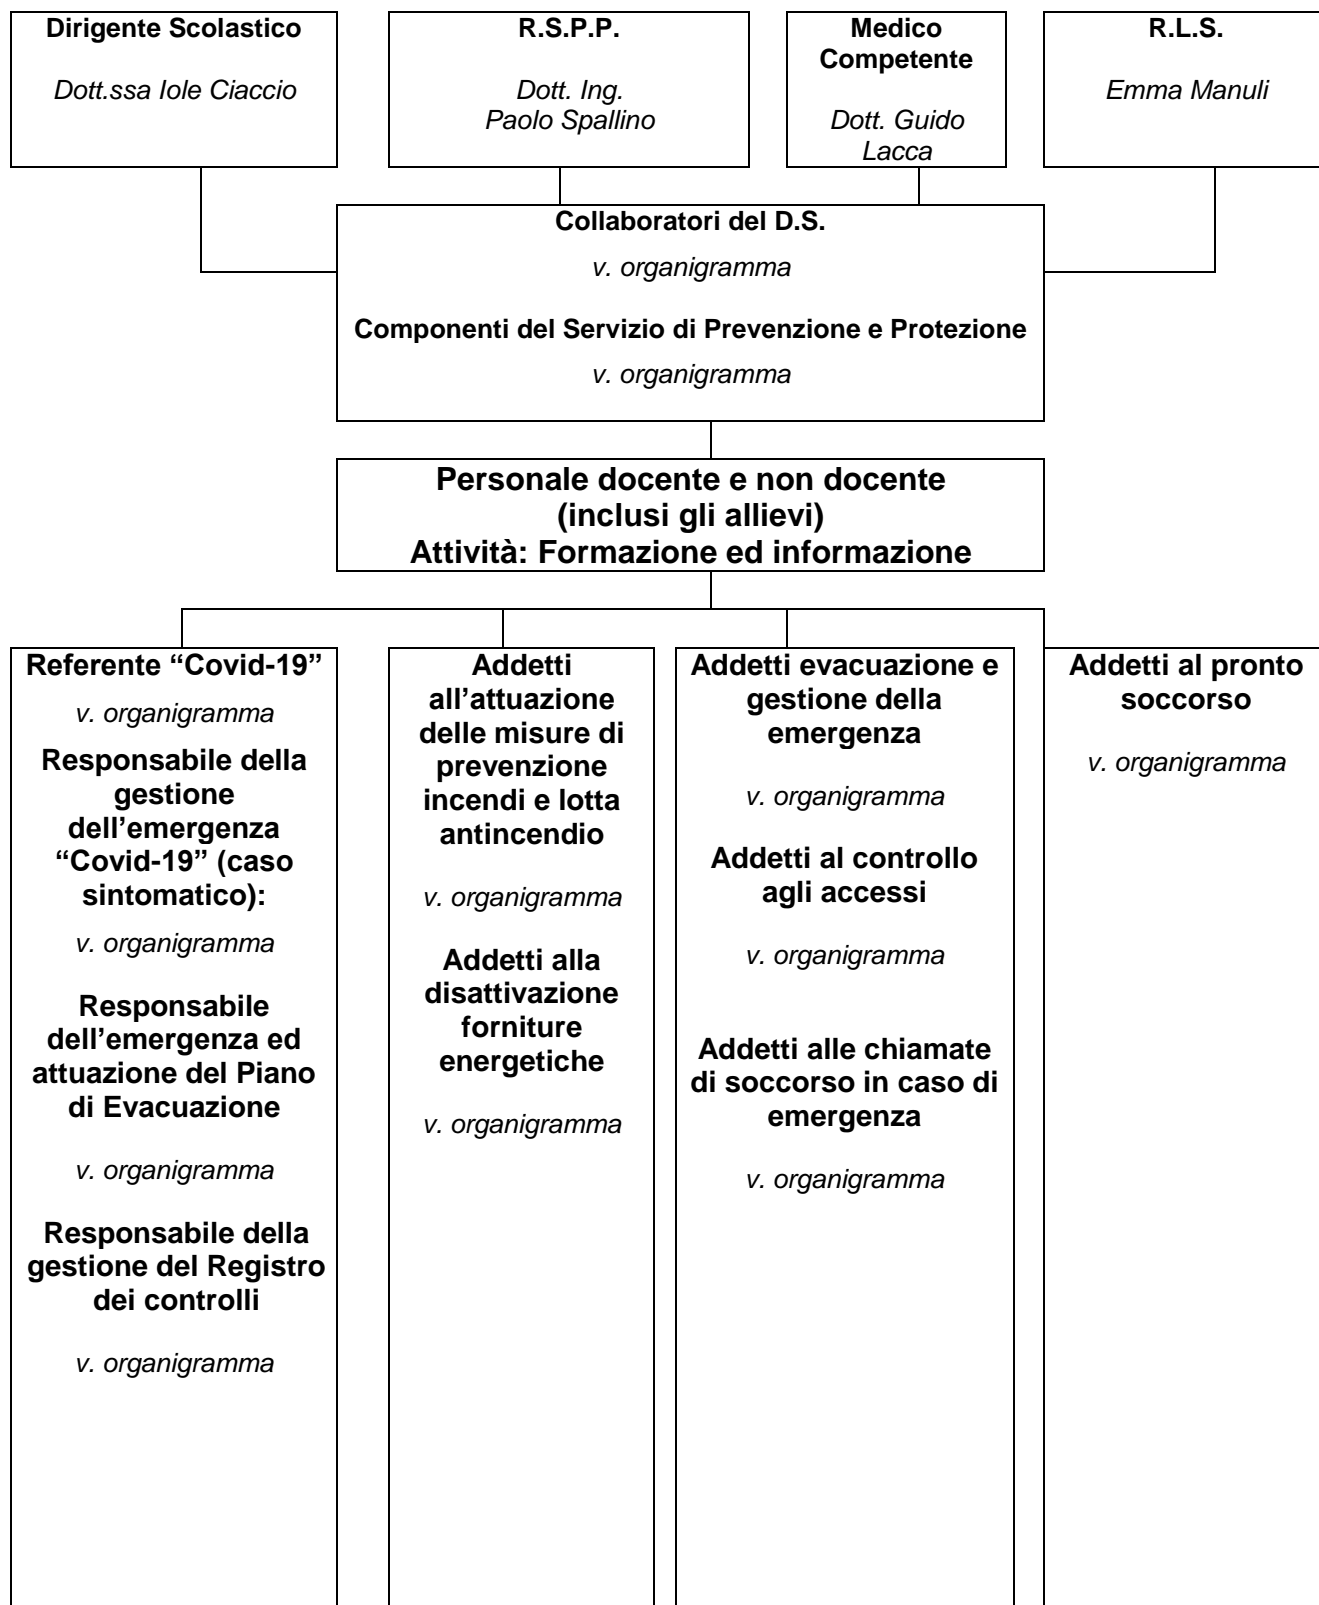 Dirigente Scolastico
Dott.ssa Iole Ciaccio
R.S.P.P.
Dott. Ing.
Paolo Spallino
Medico
Competente
Dott. Guido
Lacca
R.L.S.
Emma Manuli
Collaboratori del D.S.
v. organigramma
Componenti del Servizio di Prevenzione e Protezione
v. organigramma
Personale docente e non docente
(inclusi gli allievi)
Attività: Formazione ed informazione
Referente “Covid-19”
v. organigramma
Responsabile della
gestione
dell’emergenza
“Covid-19” (caso
sintomatico):
v. organigramma
Responsabile
dell’emergenza ed
attuazione del Piano
di Evacuazione
v. organigramma
Responsabile della
gestione del Registro
dei controlli
v. organigramma
Addetti
all’attuazione
delle misure di
prevenzione
incendi e lotta
antincendio
v. organigramma
Addetti alla
disattivazione
forniture
energetiche
v. organigramma
Addetti evacuazione e
gestione della
emergenza
v. organigramma
Addetti al controllo
agli accessi
v. organigramma
Addetti alle chiamate
di soccorso in caso di
emergenza
v. organigramma
Addetti al pronto
soccorso
v. organigramma